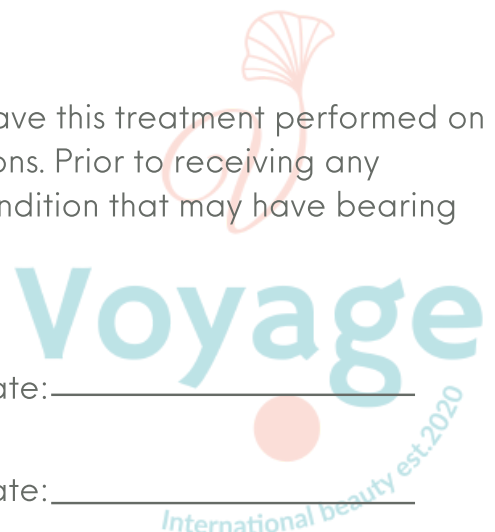 ave this treatment performed on
ons. Prior to receiving any
ndition that may have bearing
Voyage
ate:
ate:
International beauty est.2020